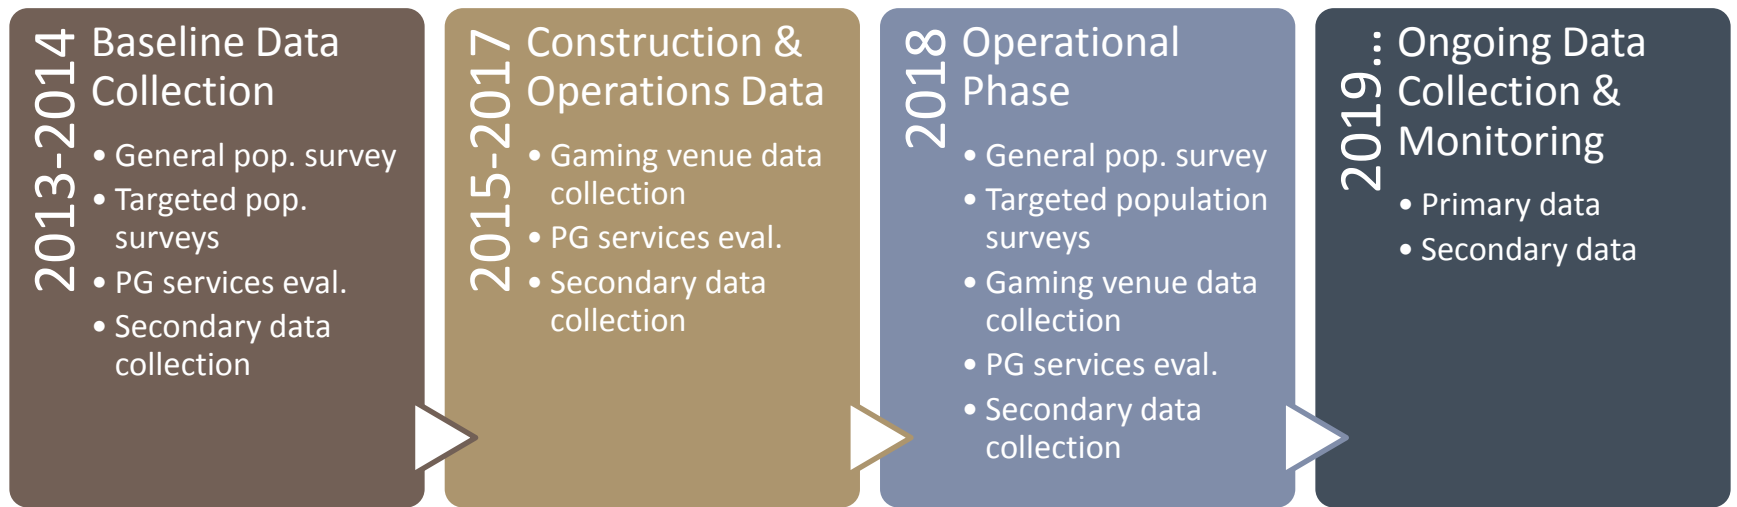 2013-2014
Baseline Data
Collection
• General pop. survey
• Targeted pop.
surveys
• PG services eval.
• Secondary data
collection
2015-2017
Construction &
Operations Data
• Gaming venue data
collection
• PG services eval.
• Secondary data
collection
2018
Operational
Phase
• General pop. survey
• Targeted population
surveys
• Gaming venue data
collection
• PG services eval.
• Secondary data
collection
2019…
Ongoing Data
Collection &
Monitoring
• Primary data
• Secondary data